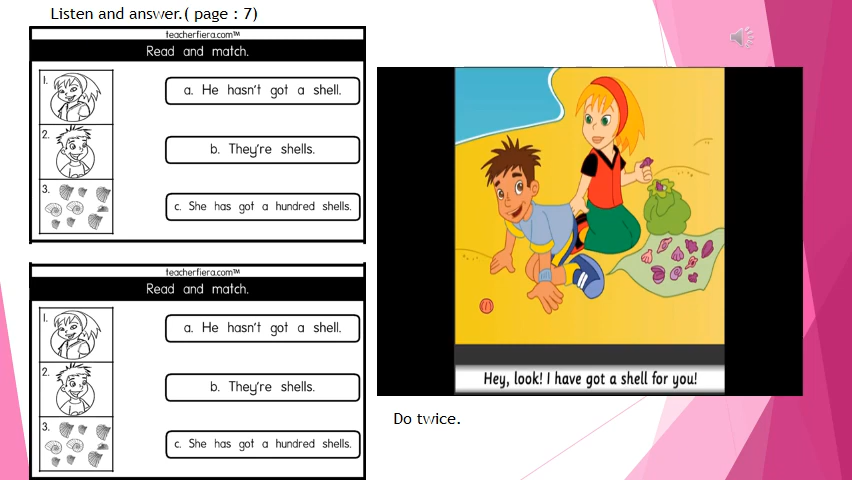 Listen and answer.( page : 7)
teacherfiera.com™
Read and match.
1.
a. He hasn't got a shell.
2.
b. They're shells.
3.
c. She has got a hundred shells.
teacherfiera.com™
Read and match.
1.
a. He hasn't got a shell.
2.
b. They're shells.
3.
c. She has got a hundred shells.
Hey, look! I have got a shell for you!
Do twice.